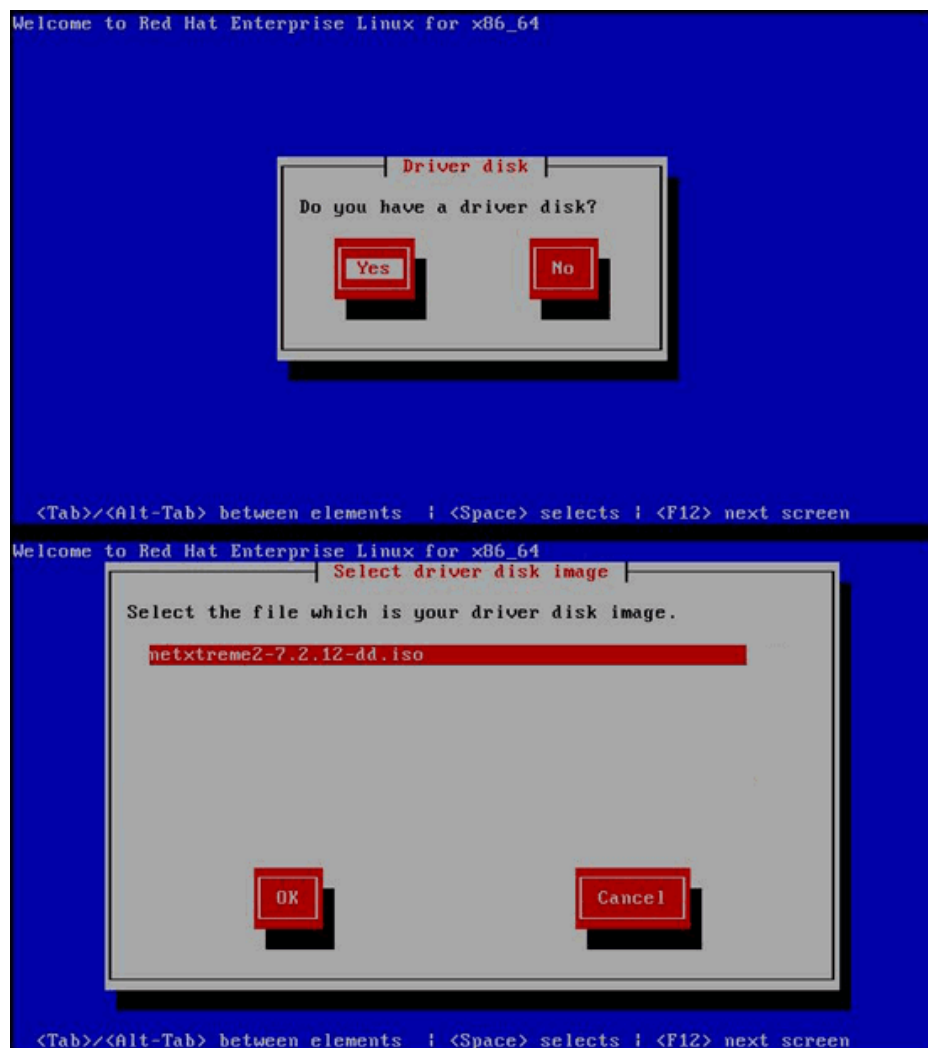 Welcome to Red Hat Enterprise Linux for x86_64
Driver disk
Do you have a driver disk?
Yes No
<Tab>/<Alt-Tab> between elements | <Space> selects | <F12> next screen
Welcome to Red Hat Enterprise Linux for x86_64
Select driver disk image
Select the file which is your driver disk image.
netxtreme2-7.2.12-dd.iso
OK Cancel
<Tab>/<Alt-Tab> between elements | <Space> selects | <F12> next screen